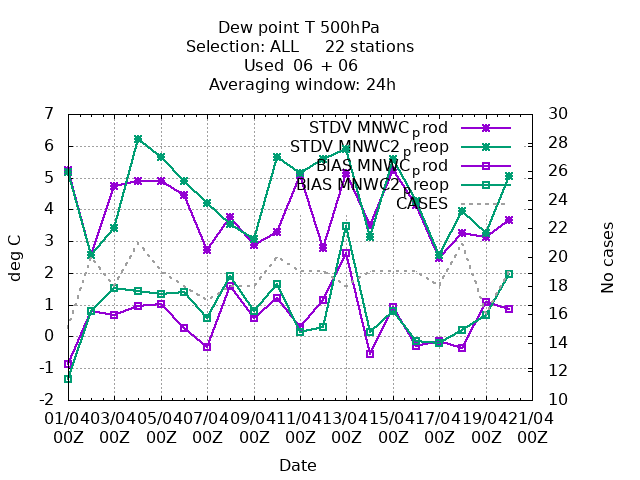 Dew point T 500hPa
Selection: ALL 22 stations
Used 06 + 06
Averaging window: 24h
7 30
STDV MNWC_prod
6 28
STDV MNWC2_preop
BIAS MNWC_prod
5 26
BIAS MNWC2_preop
4 24
CASES
3 22
2 20
1 18
0 16
-1 14
-2 12
10
deg C
No cases
01/04 03/04 05/04 07/04 09/04 11/04 13/04 15/04 17/04 19/04 21/04
00Z 00Z 00Z 00Z 00Z 00Z 00Z 00Z 00Z 00Z 00Z
Date